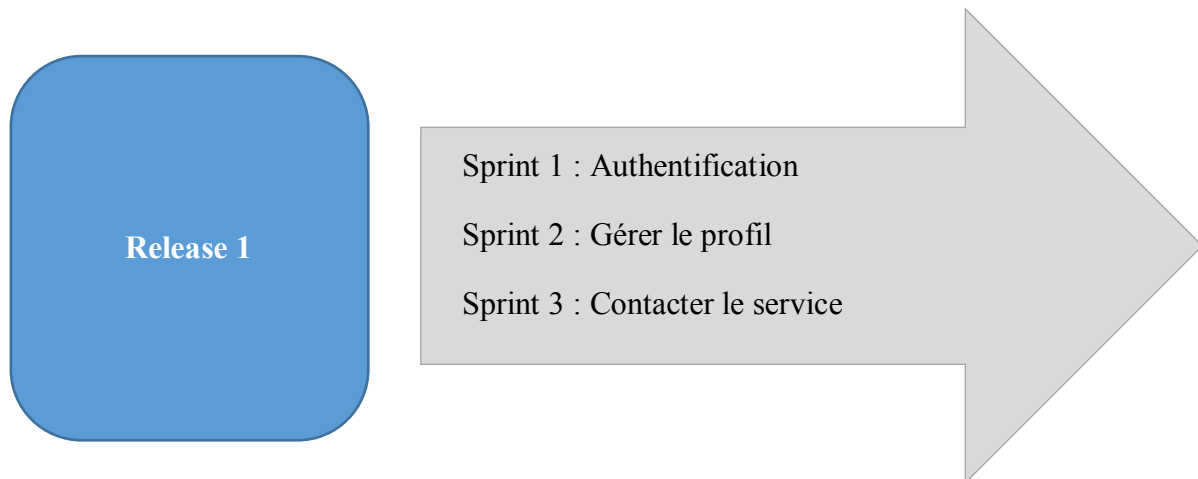 Release 1
Sprint 1 : Authentification
Sprint 2 : Gérer le profil
Sprint 3 : Contacter le service